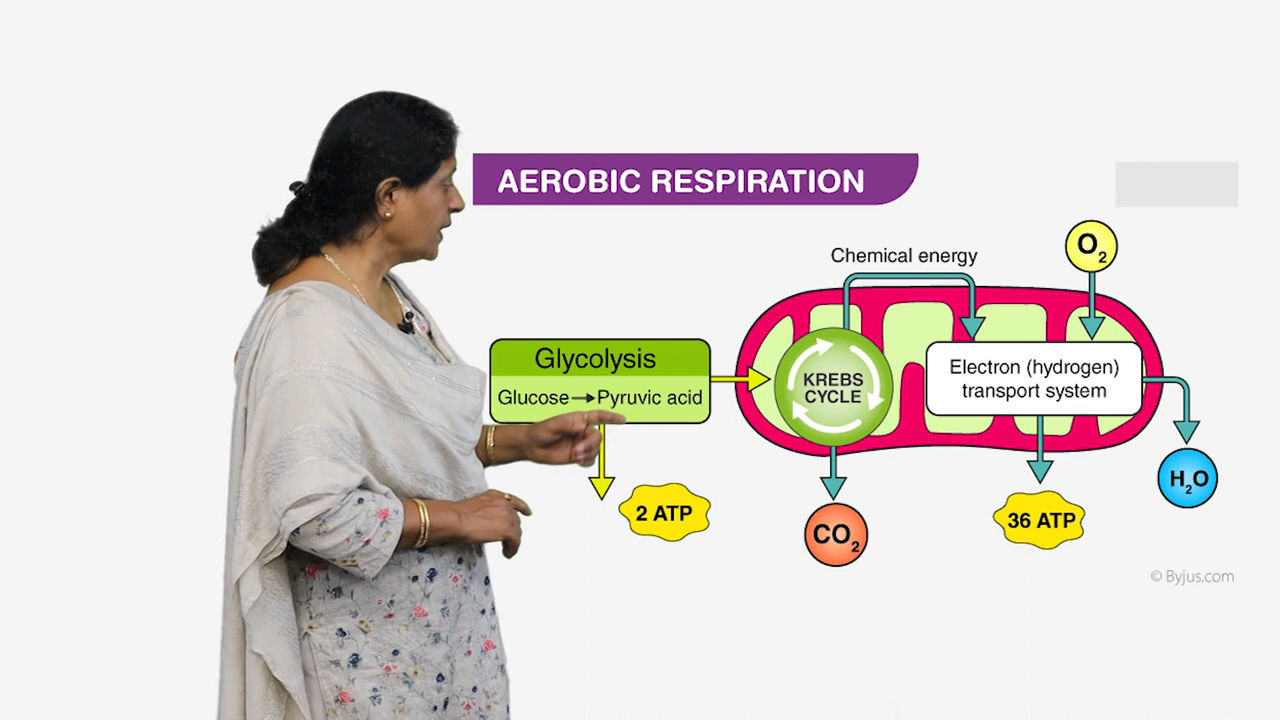 AEROBIC RESPIRATION
Chemical energy
O₂
Glycolysis
Glucose→Pyruvic acid
KREBS
CYCLE
Electron (hydrogen)
transport system
2 ATP
CO₂
36 ATP
H₂O
© Byjus.com